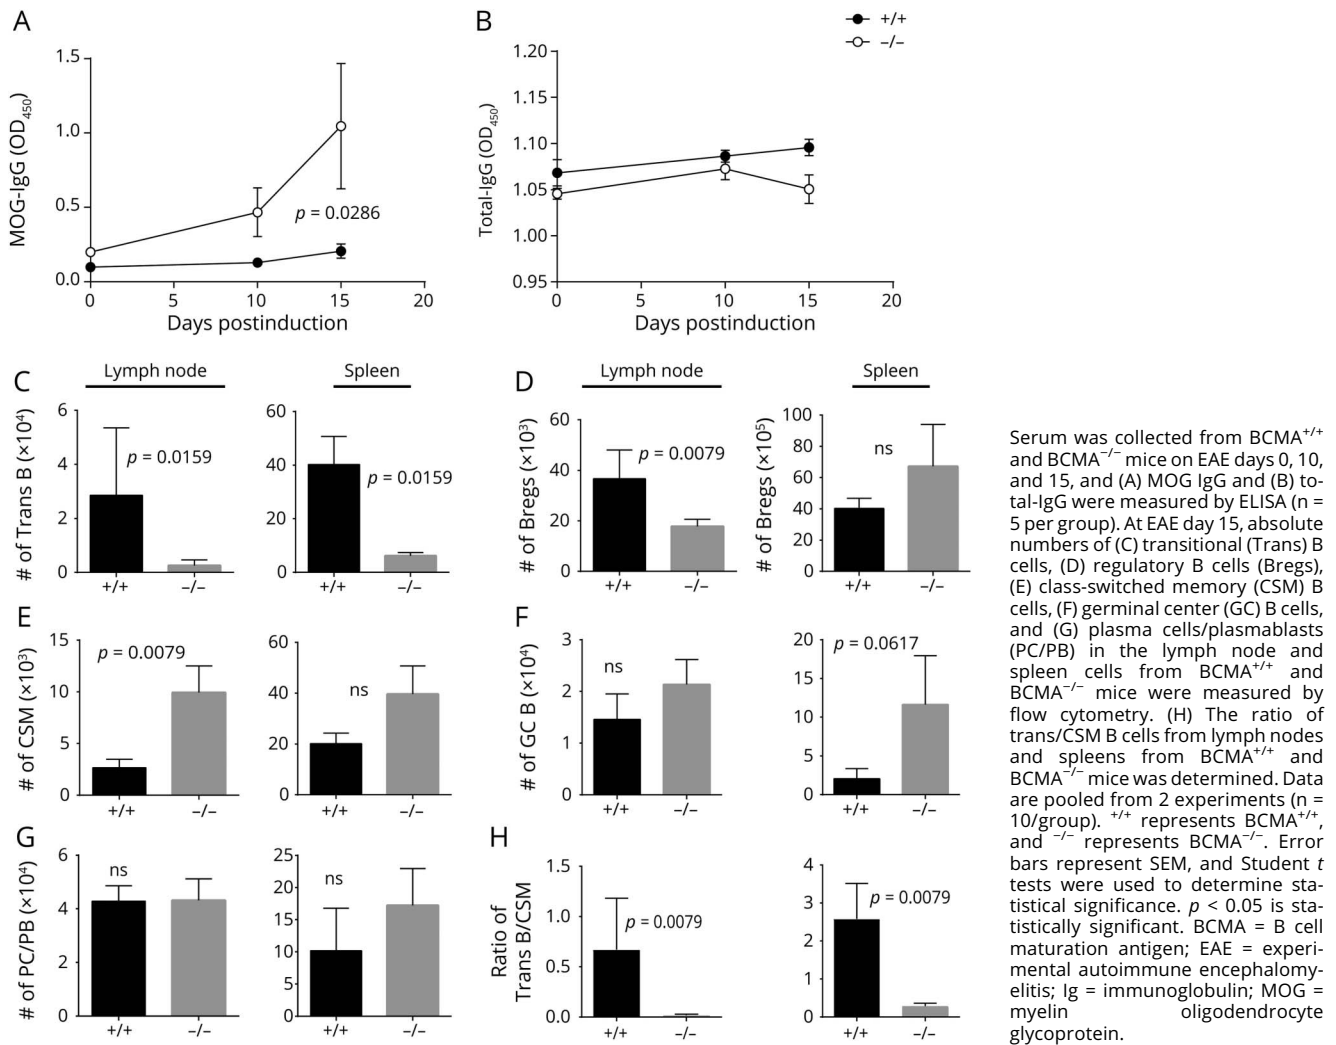 A
B
+/+
−/−
MOG-IgG (OD450)
1.5
1.0
0.5
0.0
p = 0.0286
0 5 10 15 20
Days postinduction
Total-IgG (OD450)
1.20
1.15
1.10
1.05
1.00
0.95
0 5 10 15 20
Days postinduction
C
Lymph node
Spleen
# of Trans B (×10⁴)
6
4
2
0
p = 0.0159
+/+ −/−
60
40
20
0
p = 0.0159
+/+ −/−
D
Lymph node
Spleen
# of Bregs (×10³)
60
40
20
0
p = 0.0079
+/+ −/−
# of Bregs (×10⁵)
100
80
60
40
20
0
ns
+/+ −/−
E
# of CSM (×10³)
15
10
5
0
p = 0.0079
+/+ −/−
60
40
20
0
ns
+/+ −/−
F
# of GC B (×10⁴)
3
2
1
0
ns
+/+ −/−
20
15
10
5
0
p = 0.0617
+/+ −/−
G
# of PC/PB (×10⁴)
6
4
2
0
ns
+/+ −/−
25
20
15
10
5
0
ns
+/+ −/−
H
Ratio of
Trans B/CSM
1.5
1.0
0.5
0.0
p = 0.0079
+/+ −/−
4
3
2
1
0
p = 0.0079
+/+ −/−
Serum was collected from BCMA⁺/⁺
and BCMA⁻/⁻ mice on EAE days 0, 10,
and 15, and (A) MOG IgG and (B) to-
tal-IgG were measured by ELISA (n =
5 per group). At EAE day 15, absolute
numbers of (C) transitional (Trans) B
cells, (D) regulatory B cells (Bregs),
(E) class-switched memory (CSM) B
cells, (F) germinal center (GC) B cells,
and (G) plasma cells/plasmablasts
(PC/PB) in the lymph node and
spleen cells from BCMA⁺/⁺ and
BCMA⁻/⁻ mice were measured by
flow cytometry. (H) The ratio of
trans/CSM B cells from lymph nodes
and spleens from BCMA⁺/⁺ and
BCMA⁻/⁻ mice was determined. Data
are pooled from 2 experiments (n =
10/group). ⁺/⁺ represents BCMA⁺/⁺,
and ⁻/⁻ represents BCMA⁻/⁻. Error
bars represent SEM, and Student t
tests were used to determine sta-
tistical significance. p < 0.05 is sta-
tistically significant. BCMA = B cell
maturation antigen; EAE = experi-
mental autoimmune encephalomy-
elitis; Ig = immunoglobulin; MOG =
myelin oligodendrocyte
glycoprotein.